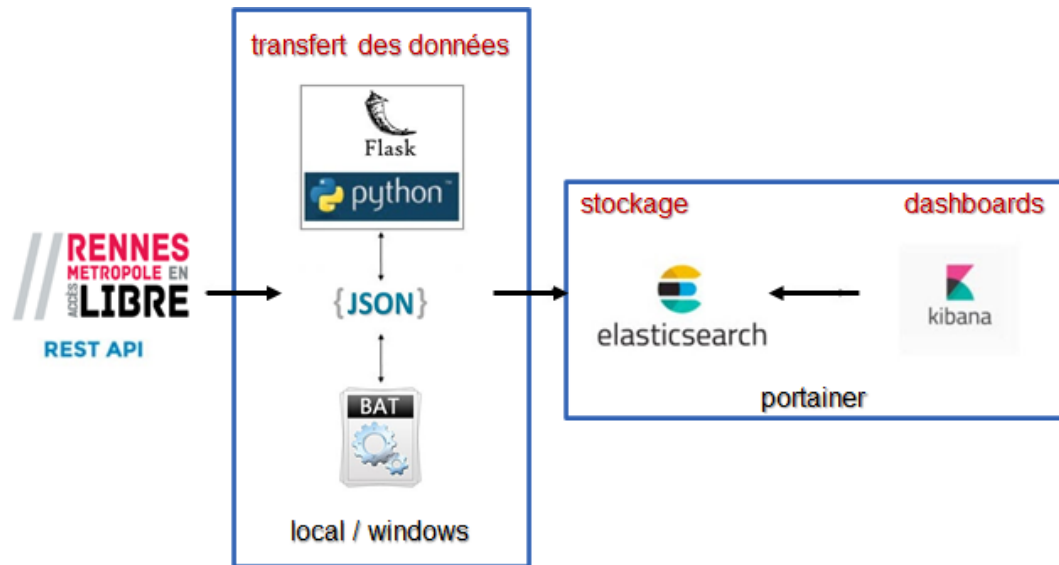 transfert des données
Flask
python™
{JSON}
BAT
local / windows
// RENNES
METROPOLE EN
ACCÈS LIBRE
REST API
stockage
dashboards
elasticsearch
kibana
portainer